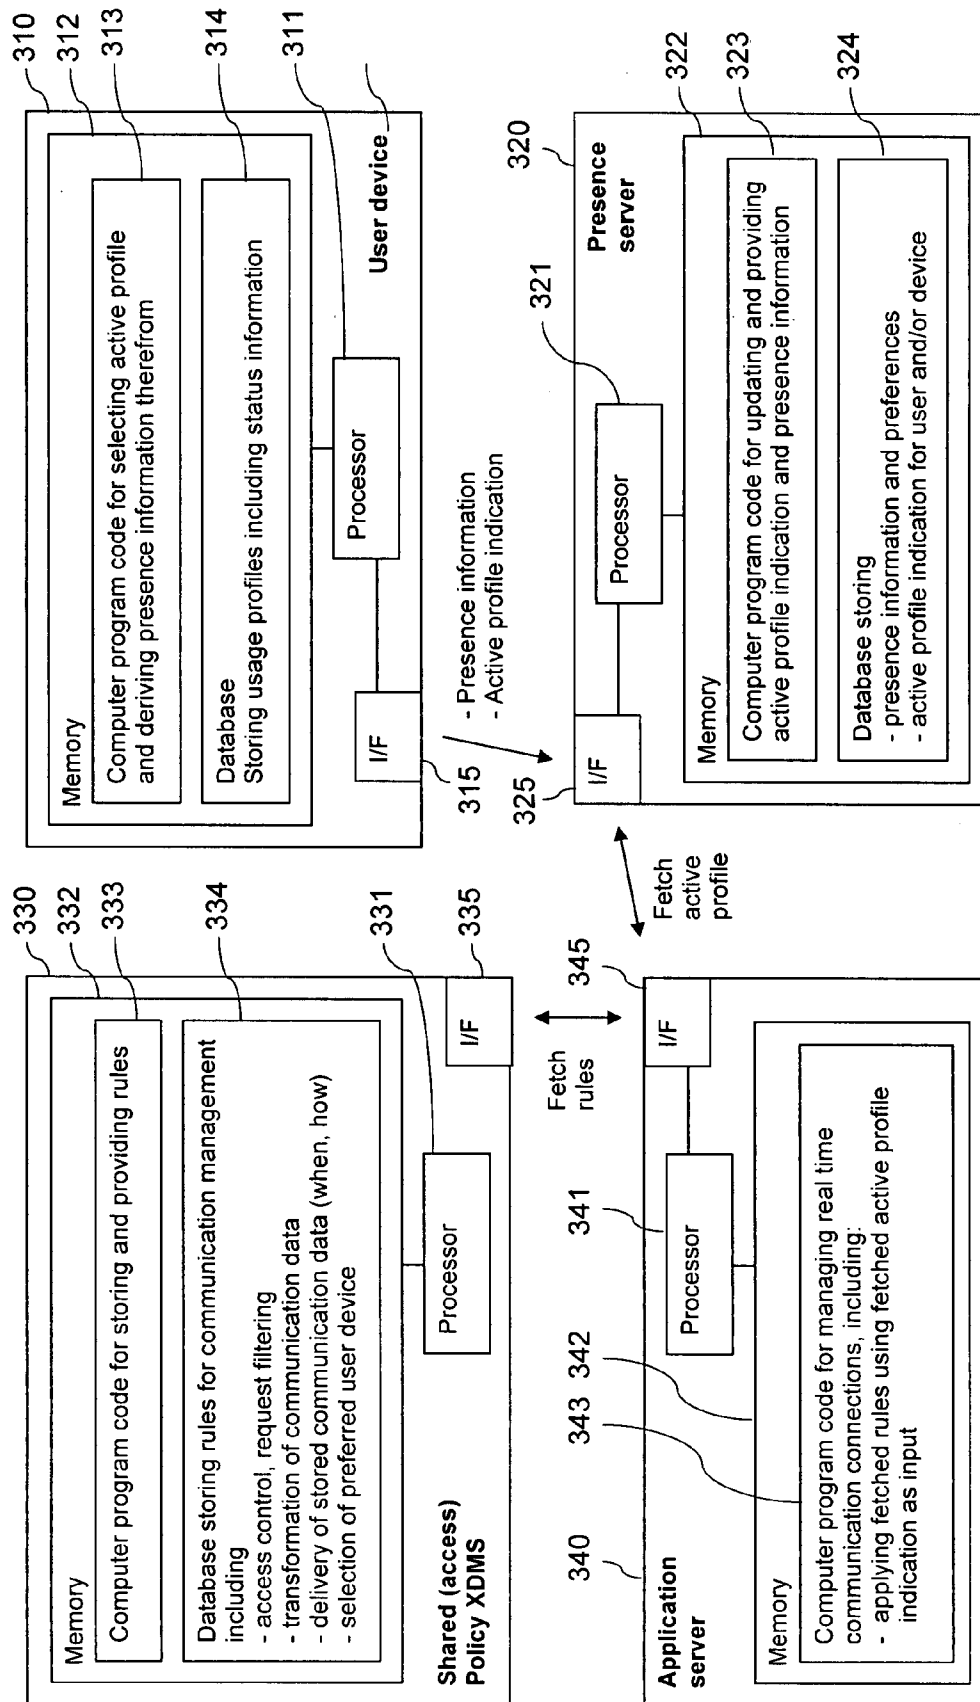 330
332
333
334
331
335
Memory
Computer program code for storing and providing rules
Database storing rules for communication management
including
- access control, request filtering
- transformation of communication data
- delivery of stored communication data (when, how)
- selection of preferred user device
Processor
I/F
Shared (access)
Policy XDMS
310
312
313
314
311
Memory
Computer program code for selecting active profile
and deriving presence information therefrom
Database
Storing usage profiles including status information
User device
Processor
I/F
315
- Presence information
- Active profile indication
Fetch
rules
Fetch
active
profile
340
343
342
341
345
Application
server
Processor
I/F
Memory
Computer program code for managing real time
communication connections, including:
- applying fetched rules using fetched active profile
indication as input
325
321
320
322
323
324
I/F
Processor
Presence
server
Memory
Computer program code for updating and providing
active profile indication and presence information
Database storing
- presence information and preferences
- active profile indication for user and/or device